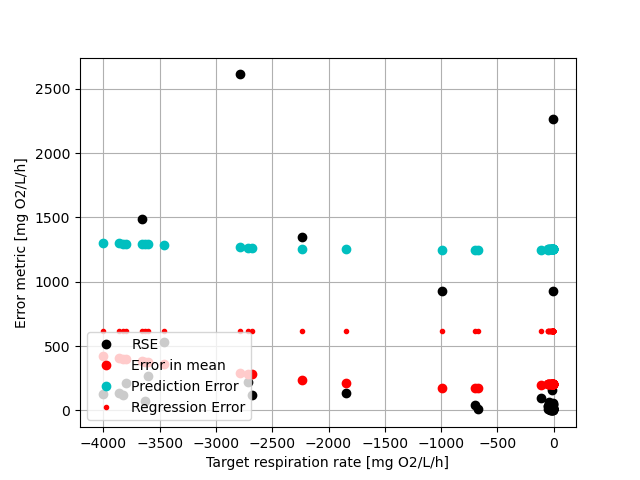 2500
2000
1500
1000
500
0
Error metric [mg O2/L/h]
RSE
Error in mean
Prediction Error
Regression Error
−4000 −3500 −3000 −2500 −2000 −1500 −1000 −500 0
Target respiration rate [mg O2/L/h]